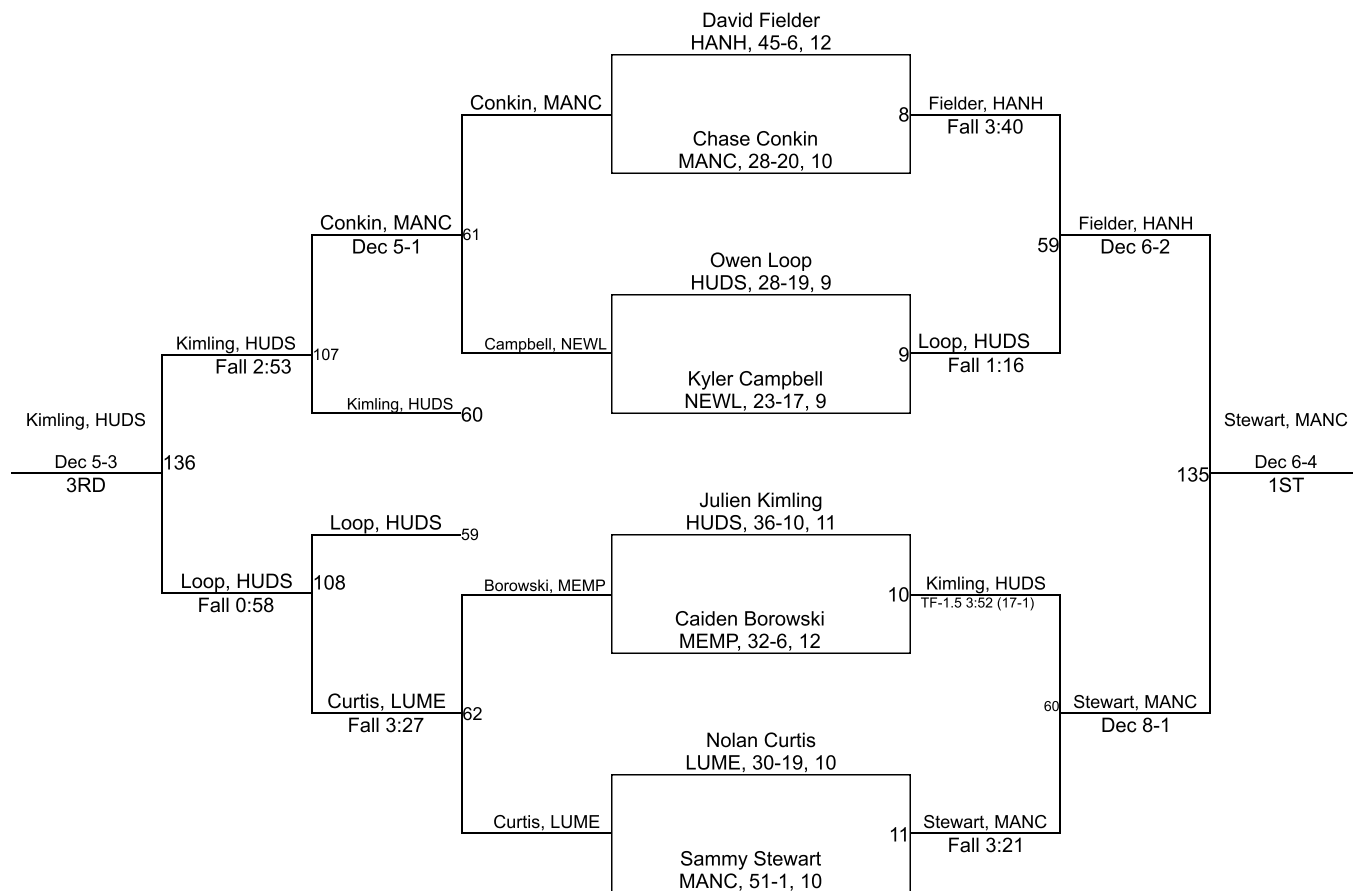 David Fielder
HANH, 45-6, 12
Conkin, MANC
8
Fielder, HANH
Fall 3:40
Chase Conkin
MANC, 28-20, 10
Conkin, MANC
Dec 5-1
61
Fielder, HANH
Dec 6-2
59
Owen Loop
HUDS, 28-19, 9
Kimling, HUDS
Fall 2:53
107
Campbell, NEWL
9
Loop, HUDS
Fall 1:16
Kyler Campbell
NEWL, 23-17, 9
Kimling, HUDS
60
Kimling, HUDS
Dec 5-3
3RD
136
Stewart, MANC
135
Dec 6-4
1ST
Julien Kimling
HUDS, 36-10, 11
Loop, HUDS
59
Loop, HUDS
Fall 0:58
108
Borowski, MEMP
10
Kimling, HUDS
TF-1.5 3:52 (17-1)
Caiden Borowski
MEMP, 32-6, 12
Curtis, LUME
Fall 3:27
62
60
Stewart, MANC
Dec 8-1
Nolan Curtis
LUME, 30-19, 10
Curtis, LUME
11
Stewart, MANC
Fall 3:21
Sammy Stewart
MANC, 51-1, 10